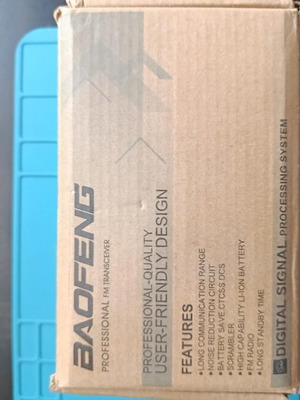 BAOFENG
PROFESSIONAL FM TRANSCEIVER
PROFESSIONAL-QUALITY
USER-FRIENDLY DESIGN
FEATURES
• LONG COMMUNICATION RANGE
• NOISE REDUCTION CIRCUIT
• BATTERY SAVE,CTCSS.DCS
• SCRAMBLER
• HIGH CAPABILITY LI-ION BATTERY
• FM RADIO
• LONG STANDBY TIME
DIGITAL SIGNAL PROCESSING SYSTEM